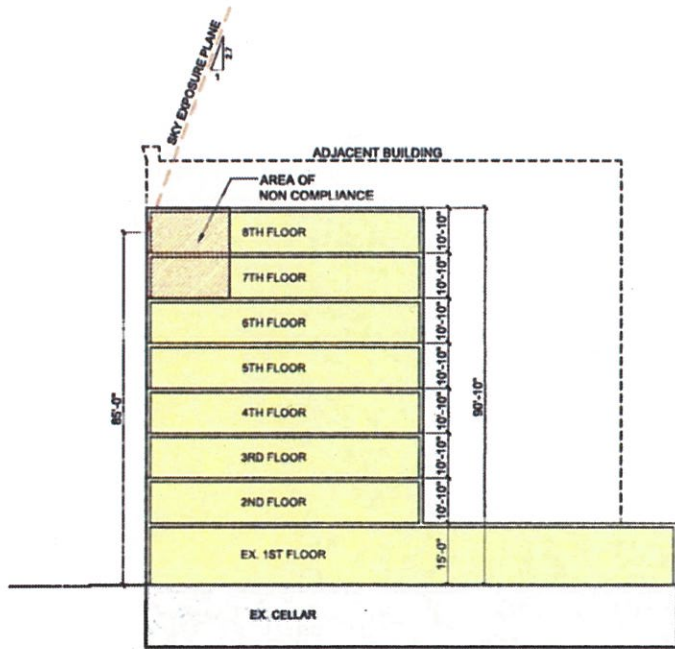 SKY EXPOSURE PLANE
1
2.7
ADJACENT BUILDING
AREA OF
NON COMPLIANCE
8TH FLOOR
10'-10"
7TH FLOOR
10'-10"
6TH FLOOR
10'-10"
5TH FLOOR
10'-10"
4TH FLOOR
10'-10"
3RD FLOOR
10'-10"
2ND FLOOR
10'-10"
85'-0"
90'-10"
EX. 1ST FLOOR
15'-0"
EX. CELLAR